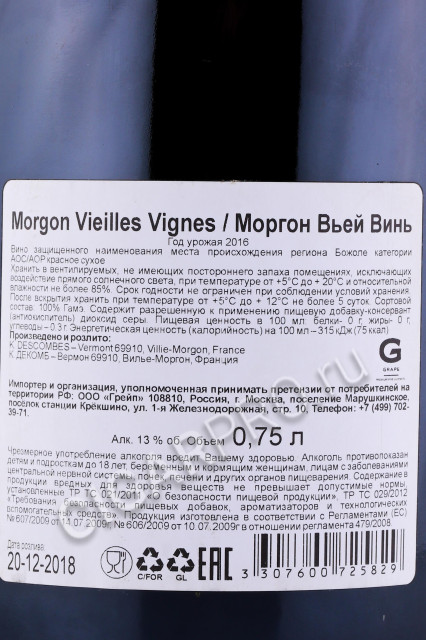 Morgon Vieilles Vignes / Моргон Вьей Винь
Год урожая 2016
Вино защищенного наименования места происхождения региона Божоле категории
AOC/AOP красное сухое
Хранить в вентилируемых, не имеющих постороннего запаха помещениях, исключающих
воздействие прямого солнечного света, при температуре от +5°С до + 20°С и относительной
влажности не более 85%. Срок годности не ограничен при соблюдении условий хранения.
После вскрытия хранить при температуре от +5°С до + 12°С не более 5 суток. Сортовой
состав: 100% Гамэ. Содержит разрешенную к применению пищевую добавку-консервант
(антиокислитель) диоксид серы. Пищевая ценность в 100 мл: белки- 0 г, жиры- 0 г,
углеводы – 0.3 г. Энергетическая ценность (калорийность) на 100 мл – 315 кДж (75 ккал)
Произведено и розлито:
K. DESCOMBES – Vermont 69910, Villie-Morgon, France
К ДЕКОМБ – Вермон 69910, Вилье-Моргон, Франция
G
GRAPE
Импортер и организация, уполномоченная принимать претензии от потребителей на
территории РФ: ООО «Грейп» 108810, Россия, г. Москва, поселение Марушкинское,
поселок станции Крёкшино, ул. 1-я Железнодорожная, стр. 10, Телефон: +7 (499) 702-
39-71.
Алк. 13 % об. Объем 0,75 л
Чрезмерное употребление алкоголя вредит вашему здоровью. Алкоголь противопоказан
детям и подросткам до 18 лет, беременным и кормящим женщинам, лицам с заболеваниями
центральной нервной системы, почек, печени и других органов пищеварения. Содержание в
продукции вредных для здоровья веществ не превышает допустимые нормы,
установленные ТР ТС 021/2011 «О безопасности пищевой продукции», ТР ТС 029/2012
«Требования безопасности пищевых добавок, ароматизаторов и технологических
вспомогательных средств» Продукция изготовлена в соответствии с Регламентами (ЕС)
№607/2009 от 14.07.2009г. №606/2009 от 10.07.2009г. в отношении регламента 479/2008.
Дата розлива:
20-12-2018
C/FOR
GL
EAC
3 307600 725829